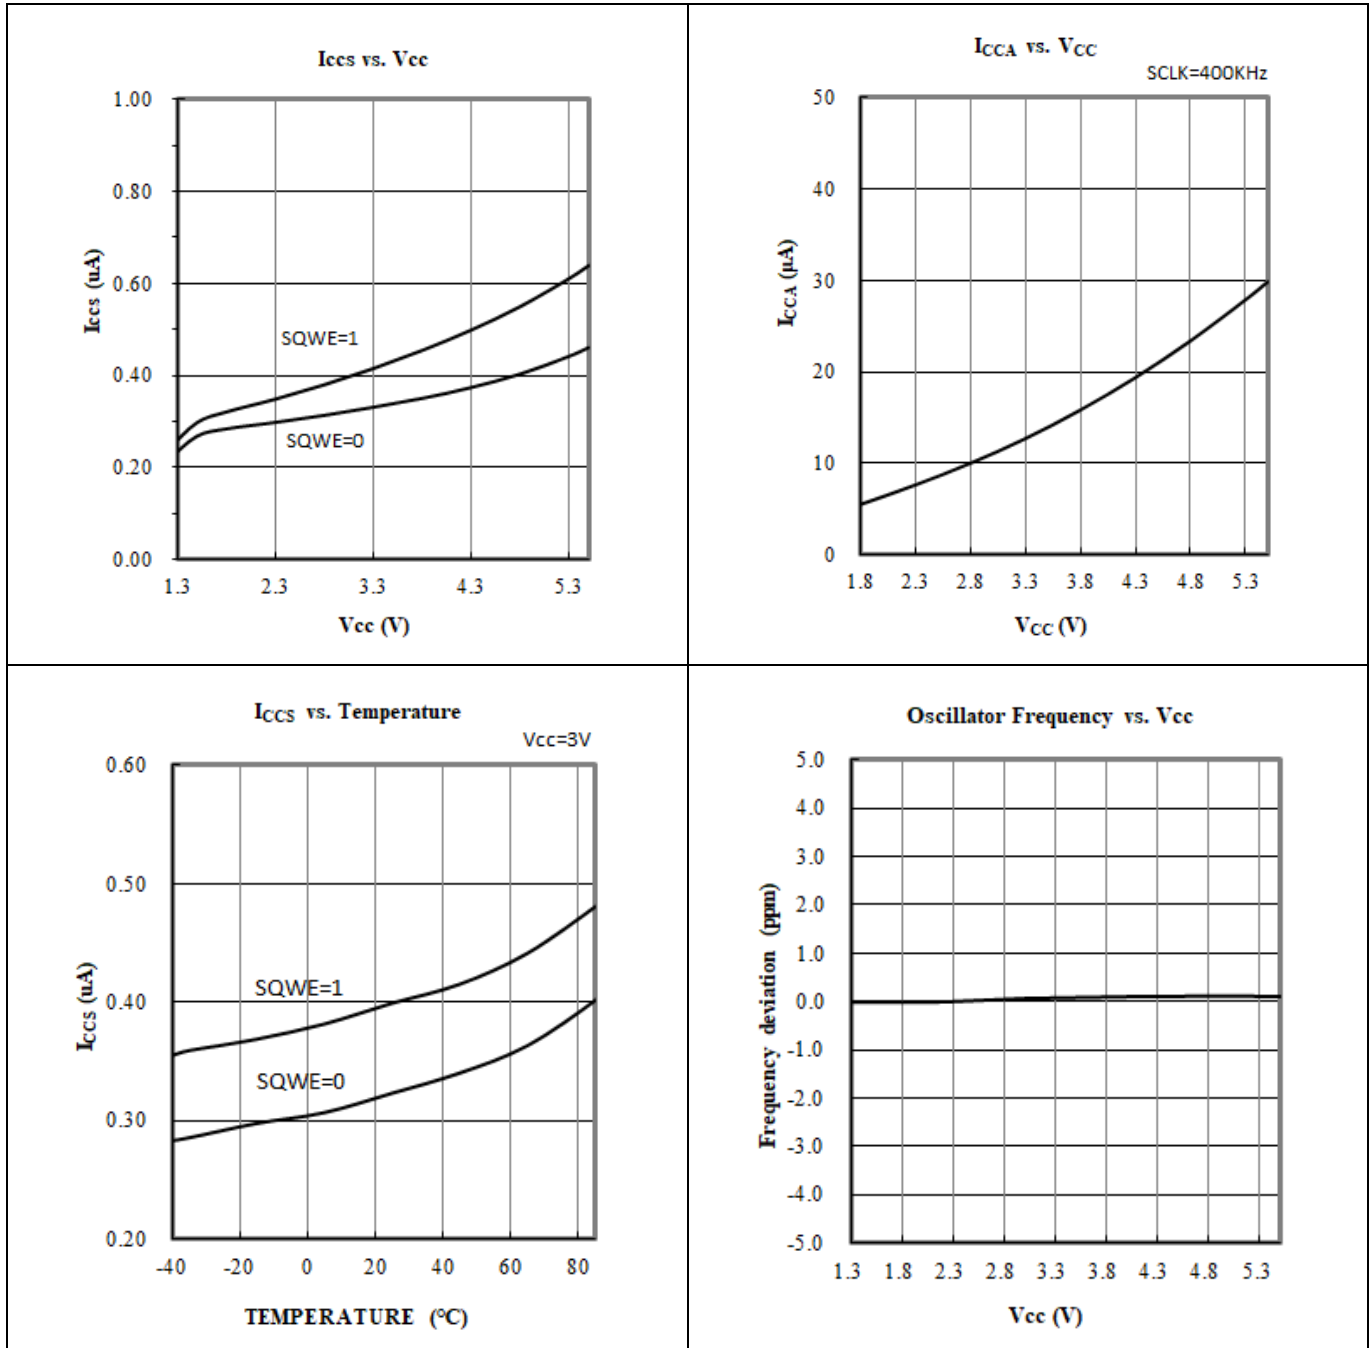 Iccs vs. Vcc
1.00
0.80
0.60
0.40
0.20
0.00
Iccs (uA)
SQWE=1
SQWE=0
1.3 2.3 3.3 4.3 5.3
Vcc (V)
ICCA vs. VCC
SCLK=400KHz
50
40
30
20
10
0
ICCA (µA)
1.8 2.3 2.8 3.3 3.8 4.3 4.8 5.3
VCC (V)
ICCS vs. Temperature
Vcc=3V
0.60
0.50
0.40
0.30
0.20
ICCS (uA)
SQWE=1
SQWE=0
-40 -20 0 20 40 60 80
TEMPERATURE (°C)
Oscillator Frequency vs. Vcc
5.0
4.0
3.0
2.0
1.0
0.0
-1.0
-2.0
-3.0
-4.0
-5.0
Frequency deviation (ppm)
1.3 1.8 2.3 2.8 3.3 3.8 4.3 4.8 5.3
Vcc (V)